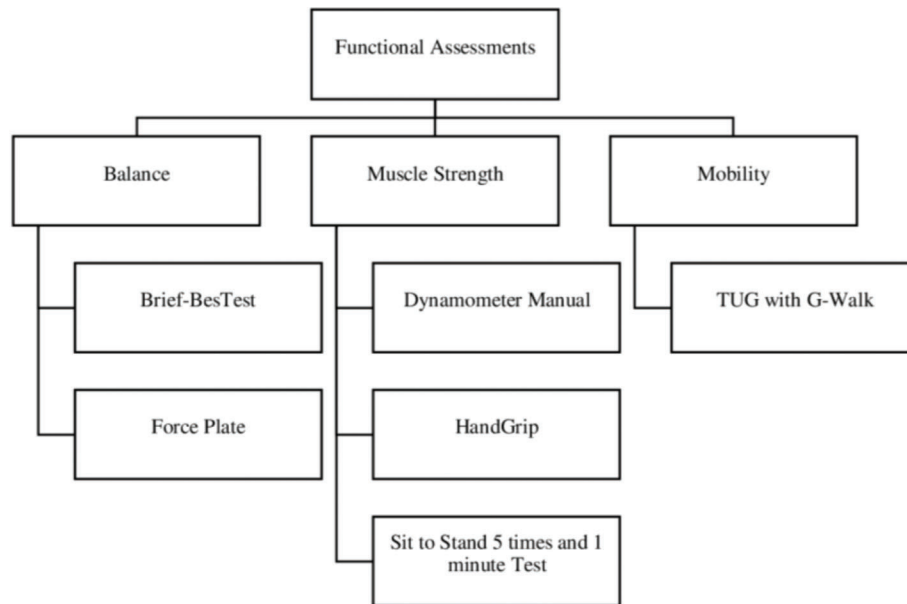 Functional Assessments
Balance
Muscle Strength
Mobility
Brief-BesTest
Dynamometer Manual
TUG with G-Walk
Force Plate
HandGrip
Sit to Stand 5 times and 1
minute Test